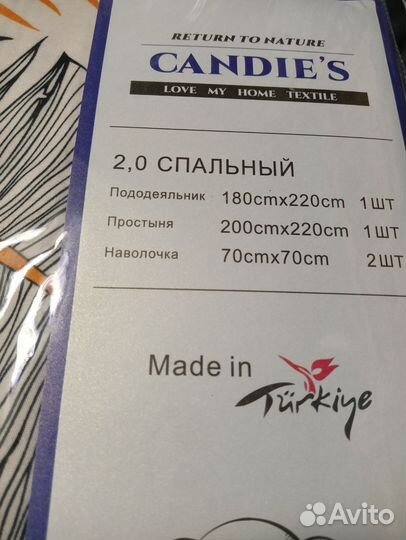 RETURN TO NATURE
CANDIE'S
LOVE MY HOME TEXTILE
2,0 СПАЛЬНЫЙ
Пододеяльник 180cmx220cm 1ШТ
Простыня 200cmx220cm 1ШТ
Наволочка 70cmx70cm 2ШТ
Made in Türkiye
Avito